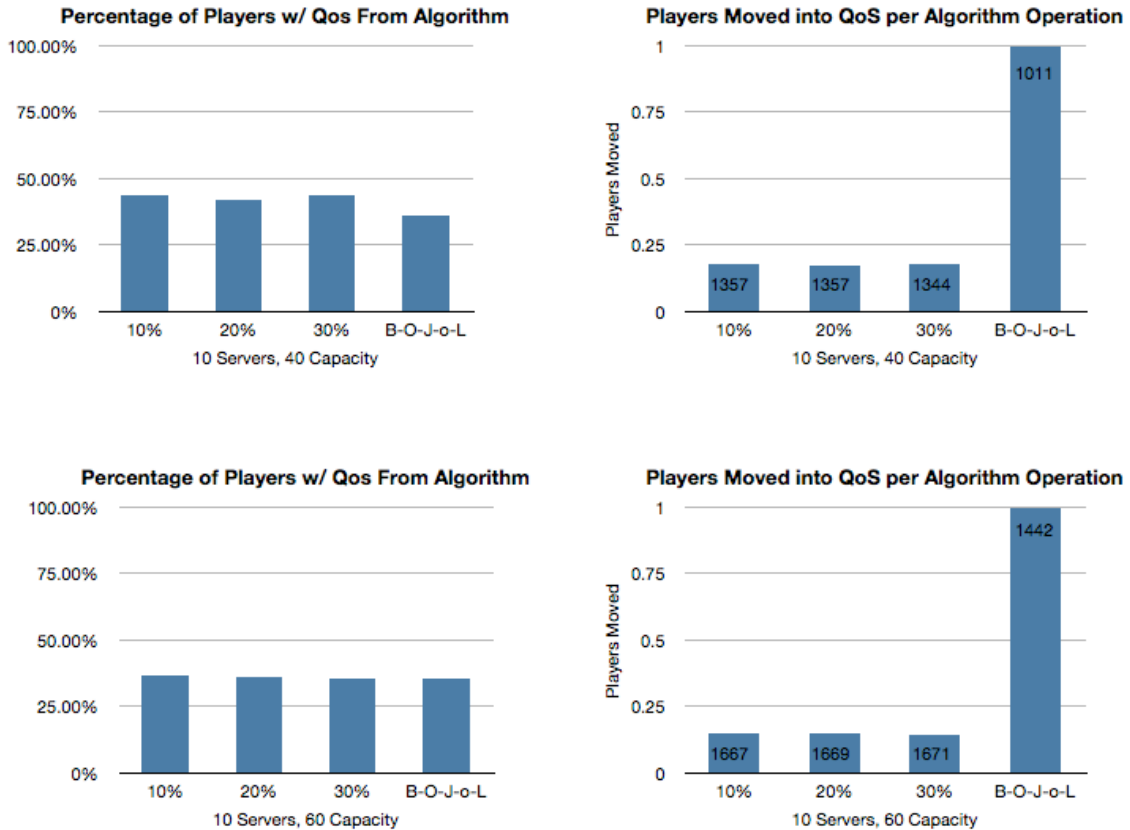 Percentage of Players w/ Qos From Algorithm
100.00%
75.00%
50.00%
25.00%
0%
10% 20% 30% B-O-J-o-L
10 Servers, 40 Capacity
Players Moved into QoS per Algorithm Operation
Players Moved
1
0.75
0.5
0.25
0
1357 1357 1344 1011
10% 20% 30% B-O-J-o-L
10 Servers, 40 Capacity
Percentage of Players w/ Qos From Algorithm
100.00%
75.00%
50.00%
25.00%
0%
10% 20% 30% B-O-J-o-L
10 Servers, 60 Capacity
Players Moved into QoS per Algorithm Operation
Players Moved
1
0.75
0.5
0.25
0
1667 1669 1671 1442
10% 20% 30% B-O-J-o-L
10 Servers, 60 Capacity